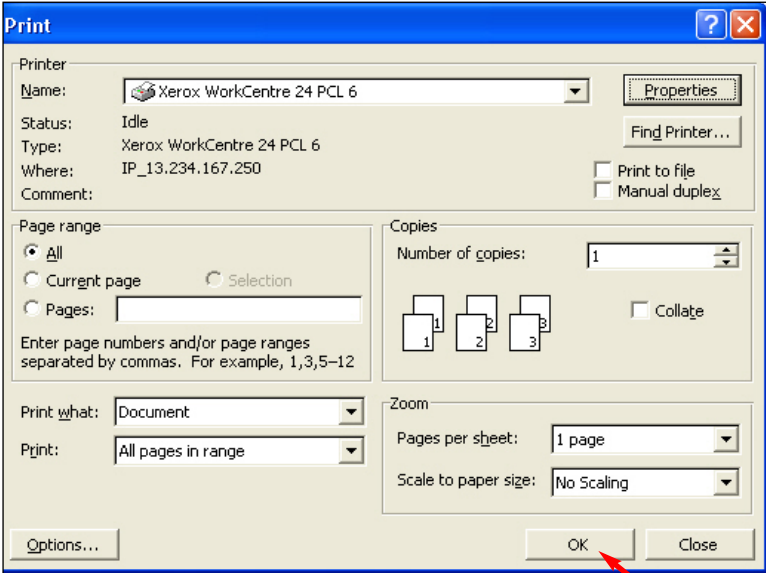 Print
Printer
Name:
Xerox WorkCentre 24 PCL 6
Properties
Status:
Idle
Find Printer...
Type:
Xerox WorkCentre 24 PCL 6
Where:
IP_13.234.167.250
Print to file
Comment:
Manual duplex
Page range
All
Current page
Selection
Pages:
Enter page numbers and/or page ranges
separated by commas.  For example, 1,3,5–12
Copies
Number of copies:
1
1
1
2
2
3
3
Collate
Print what:
Document
Print:
All pages in range
Zoom
Pages per sheet:
1 page
Scale to paper size:
No Scaling
Options...
OK
Close